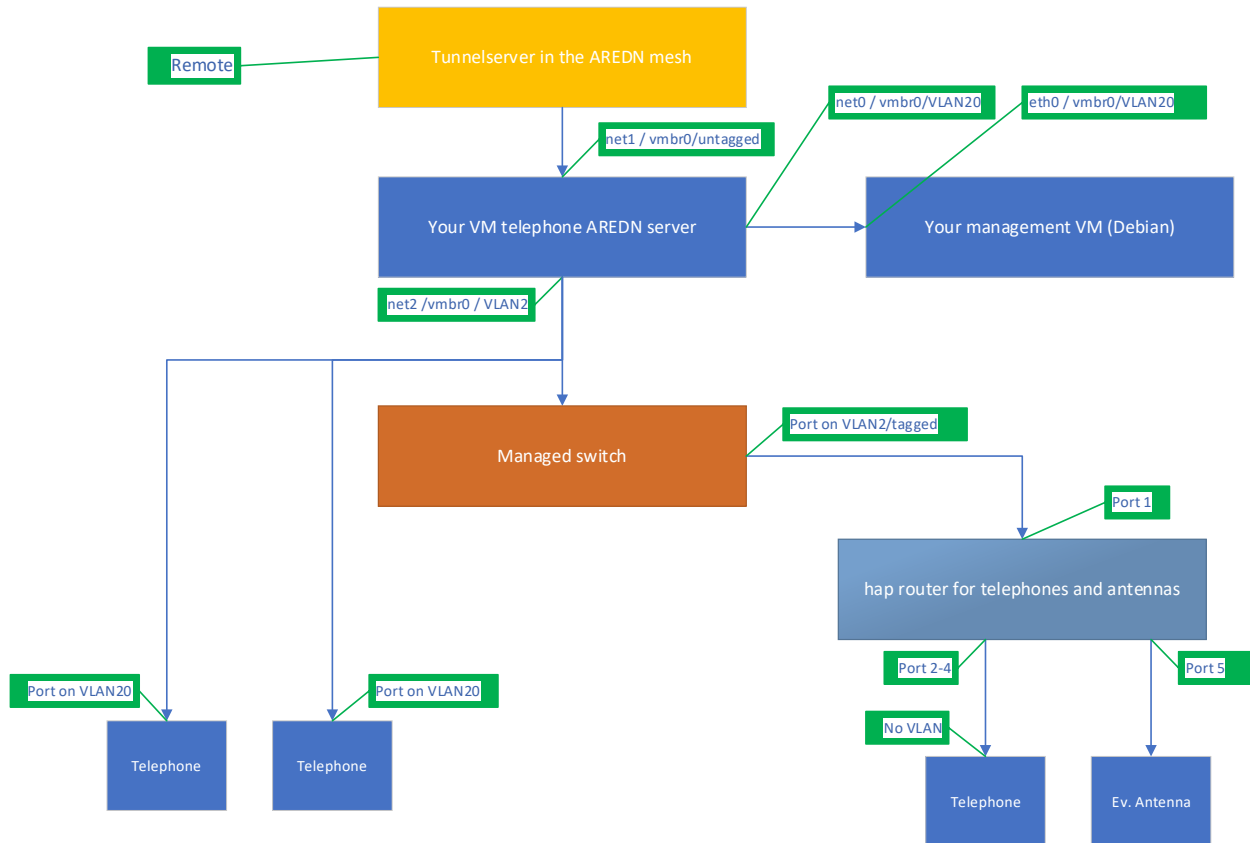 Tunnelserver in the AREDN mesh
Remote
net0 / vmbr0/VLAN20
eth0 / vmbr0/VLAN20
net1 / vmbr0/untagged
Your VM telephone AREDN server
Your management VM (Debian)
net2 /vmbr0 / VLAN2
Port on VLAN2/tagged
Managed switch
Port 1
hap router for telephones and antennas
Port 2-4
Port 5
Port on VLAN20
Port on VLAN20
No VLAN
Telephone
Telephone
Telephone
Ev. Antenna